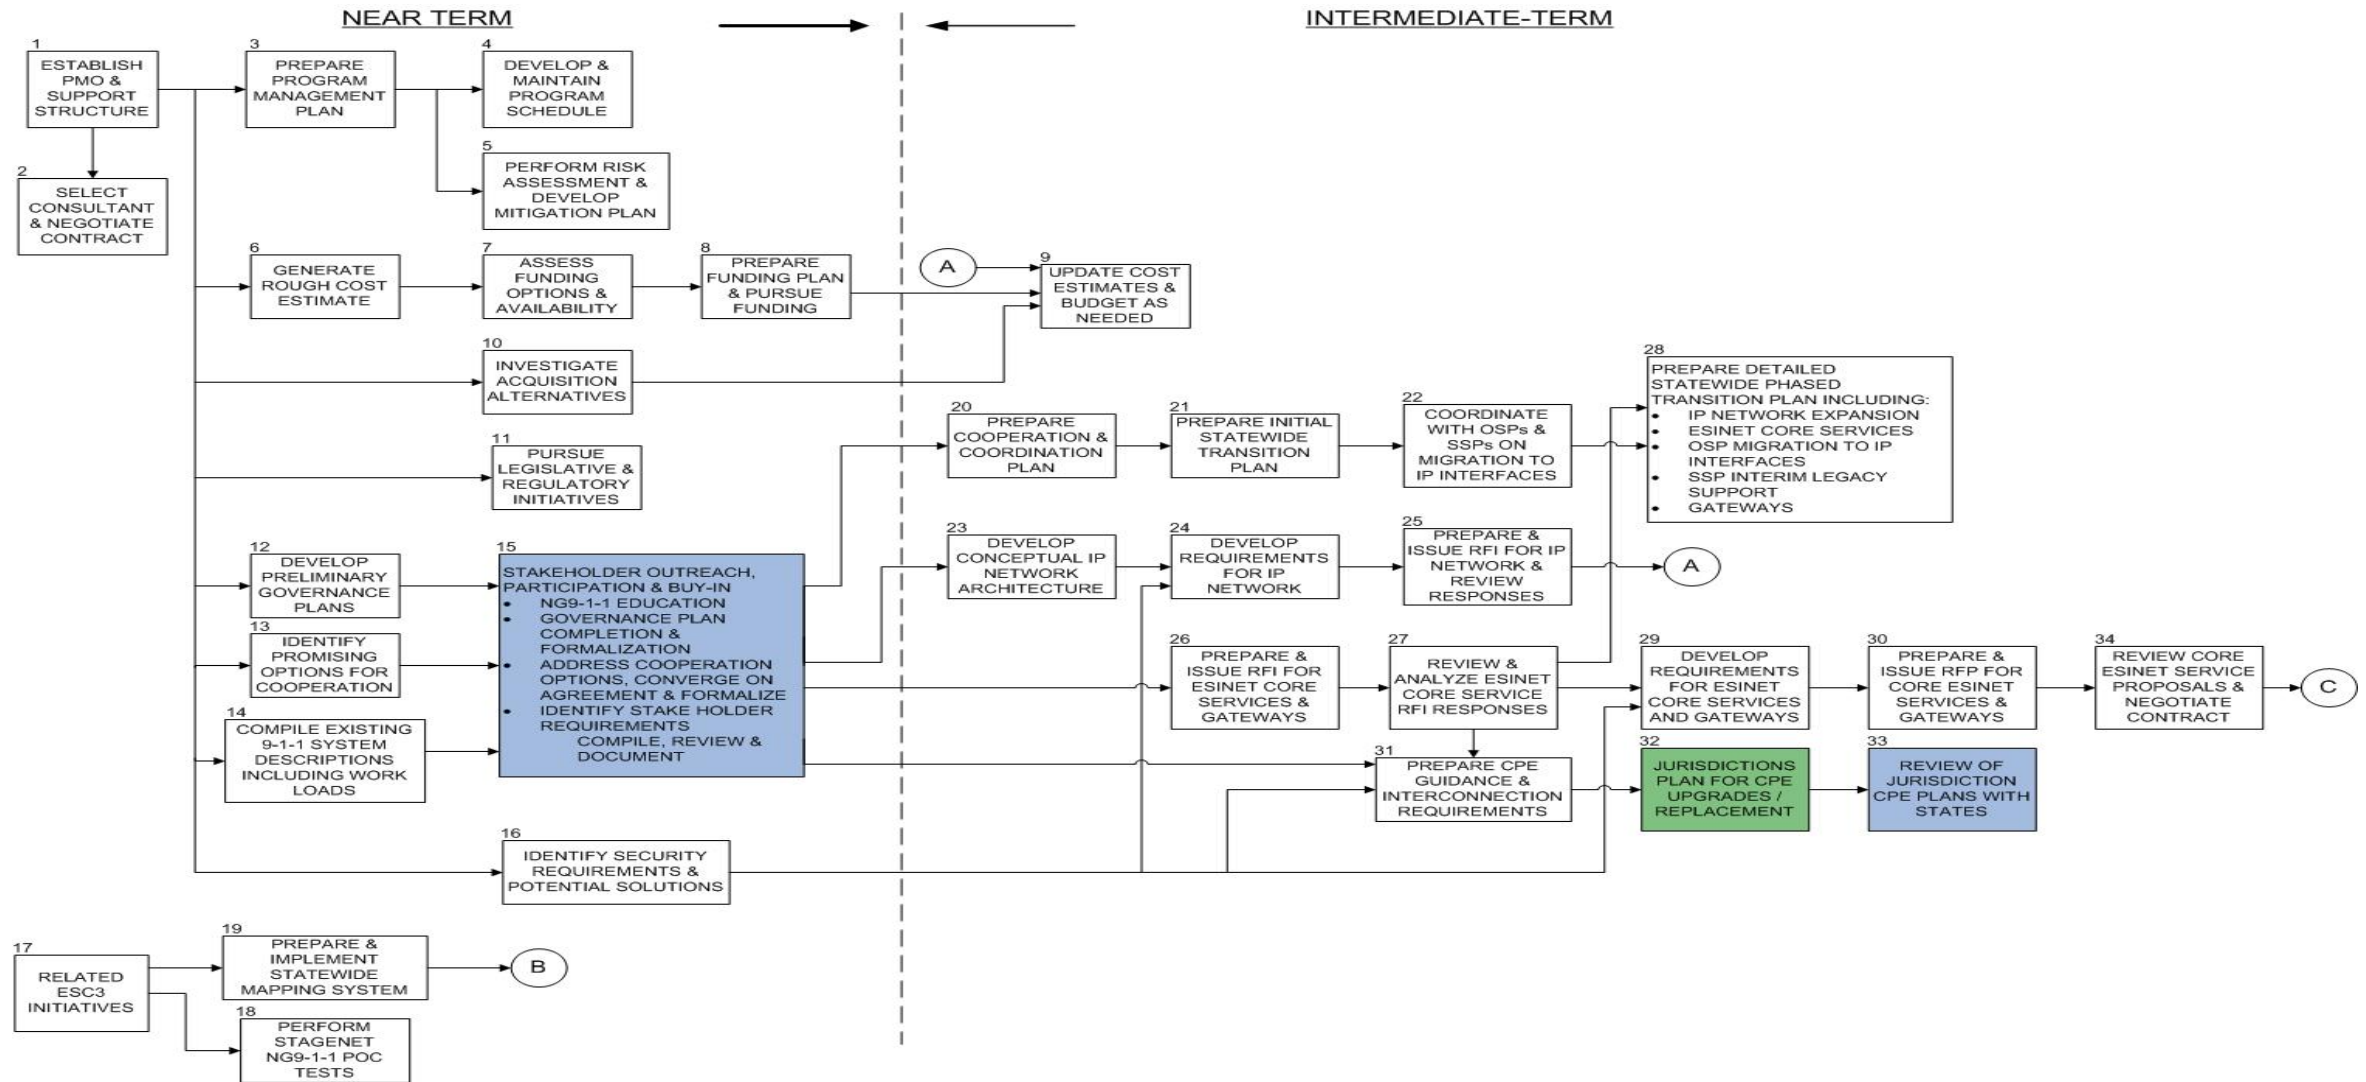 NEAR TERM
INTERMEDIATE-TERM
1
ESTABLISH
PMO &
SUPPORT
STRUCTURE
2
SELECT
CONSULTANT
& NEGOTIATE
CONTRACT
3
PREPARE
PROGRAM
MANAGEMENT
PLAN
4
DEVELOP &
MAINTAIN
PROGRAM
SCHEDULE
5
PERFORM RISK
ASSESSMENT &
DEVELOP
MITIGATION PLAN
6
GENERATE
ROUGH COST
ESTIMATE
7
ASSESS
FUNDING
OPTIONS &
AVAILABILITY
8
PREPARE
FUNDING PLAN
& PURSUE
FUNDING
A
9
UPDATE COST
ESTIMATES &
BUDGET AS
NEEDED
10
INVESTIGATE
ACQUISITION
ALTERNATIVES
11
PURSUE
LEGISLATIVE &
REGULATORY
INITIATIVES
12
DEVELOP
PRELIMINARY
GOVERNANCE
PLANS
13
IDENTIFY
PROMISING
OPTIONS FOR
COOPERATION
14
COMPILE EXISTING
9-1-1 SYSTEM
DESCRIPTIONS
INCLUDING WORK
LOADS
15
STAKEHOLDER OUTREACH,
PARTICIPATION & BUY-IN
• NG9-1-1 EDUCATION
• GOVERNANCE PLAN
COMPLETION &
FORMALIZATION
• ADDRESS COOPERATION
OPTIONS, CONVERGE ON
AGREEMENT & FORMALIZE
• IDENTIFY STAKE HOLDER
REQUIREMENTS
COMPILE, REVIEW &
DOCUMENT
16
IDENTIFY SECURITY
REQUIREMENTS &
POTENTIAL SOLUTIONS
17
RELATED
ESC3
INITIATIVES
19
PREPARE &
IMPLEMENT
STATEWIDE
MAPPING SYSTEM
B
18
PERFORM
STAGENET
NG9-1-1 POC
TESTS
20
PREPARE
COOPERATION &
COORDINATION
PLAN
21
PREPARE INITIAL
STATEWIDE
TRANSITION
PLAN
22
COORDINATE
WITH OSPs &
SSPs ON
MIGRATION TO
IP INTERFACES
28
PREPARE DETAILED
STATEWIDE PHASED
TRANSITION PLAN INCLUDING:
• IP NETWORK EXPANSION
• ESINET CORE SERVICES
• OSP MIGRATION TO IP
INTERFACES
• SSP INTERIM LEGACY
SUPPORT
• GATEWAYS
23
DEVELOP
CONCEPTUAL IP
NETWORK
ARCHITECTURE
24
DEVELOP
REQUIREMENTS
FOR IP
NETWORK
25
PREPARE &
ISSUE RFI FOR IP
NETWORK &
REVIEW
RESPONSES
A
26
PREPARE &
ISSUE RFI FOR
ESINET CORE
SERVICES &
GATEWAYS
27
REVIEW &
ANALYZE ESINET
CORE SERVICE
RFI RESPONSES
29
DEVELOP
REQUIREMENTS
FOR ESINET
CORE SERVICES
AND GATEWAYS
30
PREPARE &
ISSUE RFP FOR
CORE ESINET
SERVICES &
GATEWAYS
34
REVIEW CORE
ESINET SERVICE
PROPOSALS &
NEGOTIATE
CONTRACT
C
31
PREPARE CPE
GUIDANCE &
INTERCONNECTION
REQUIREMENTS
32
JURISDICTIONS
PLAN FOR CPE
UPGRADES /
REPLACEMENT
33
REVIEW OF
JURISDICTION
CPE PLANS WITH
STATES